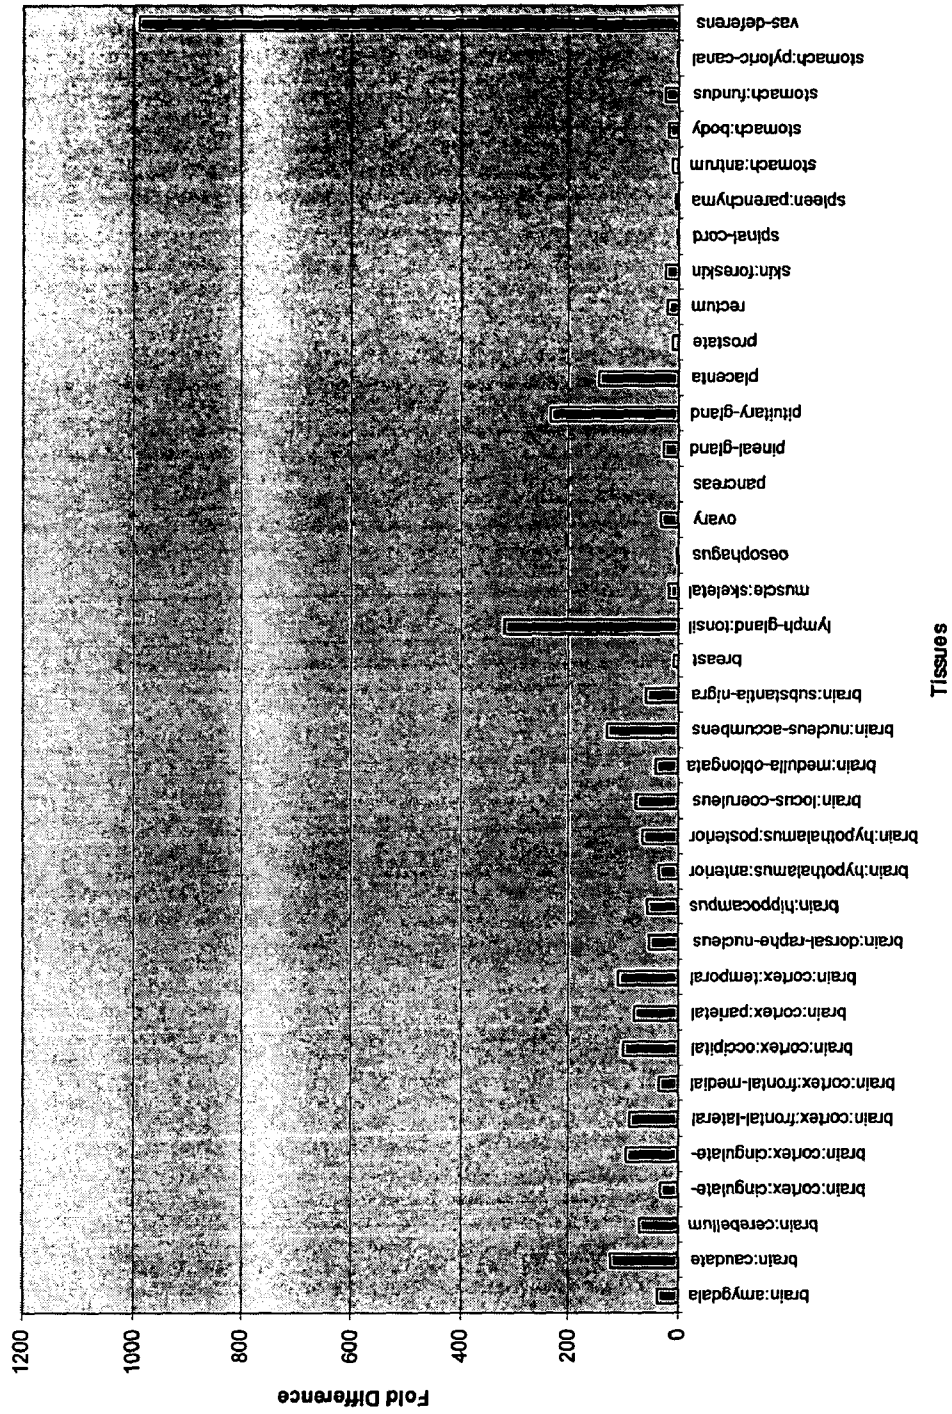 Fold Difference
1200
1000
800
600
400
200
0
brain:amygdala
brain:caudate
brain:cerebellum
brain:cortex:cingulate-
brain:cortex:cingulate-
brain:cortex:frontal-lateral
brain:cortex:frontal-medial
brain:cortex:occipital
brain:cortex:parietal
brain:cortex:temporal
brain:dorsal-raphe-nucleus
brain:hippocampus
brain:hypothalamus:anterior
brain:hypothalamus:posterior
brain:locus-coeruleus
brain:medulla-oblongata
brain:nucleus-accumbens
brain:substantia-nigra
breast
lymph-gland:tonsil
muscle:skeletal
oesophagus
ovary
pancreas
pineal-gland
pituitary-gland
placenta
prostate
rectum
skin:foreskin
spinal-cord
spleen:parenchyma
stomach:antrum
stomach:body
stomach:fundus
stomach:pyloric-canal
vas-deferens
Tissues